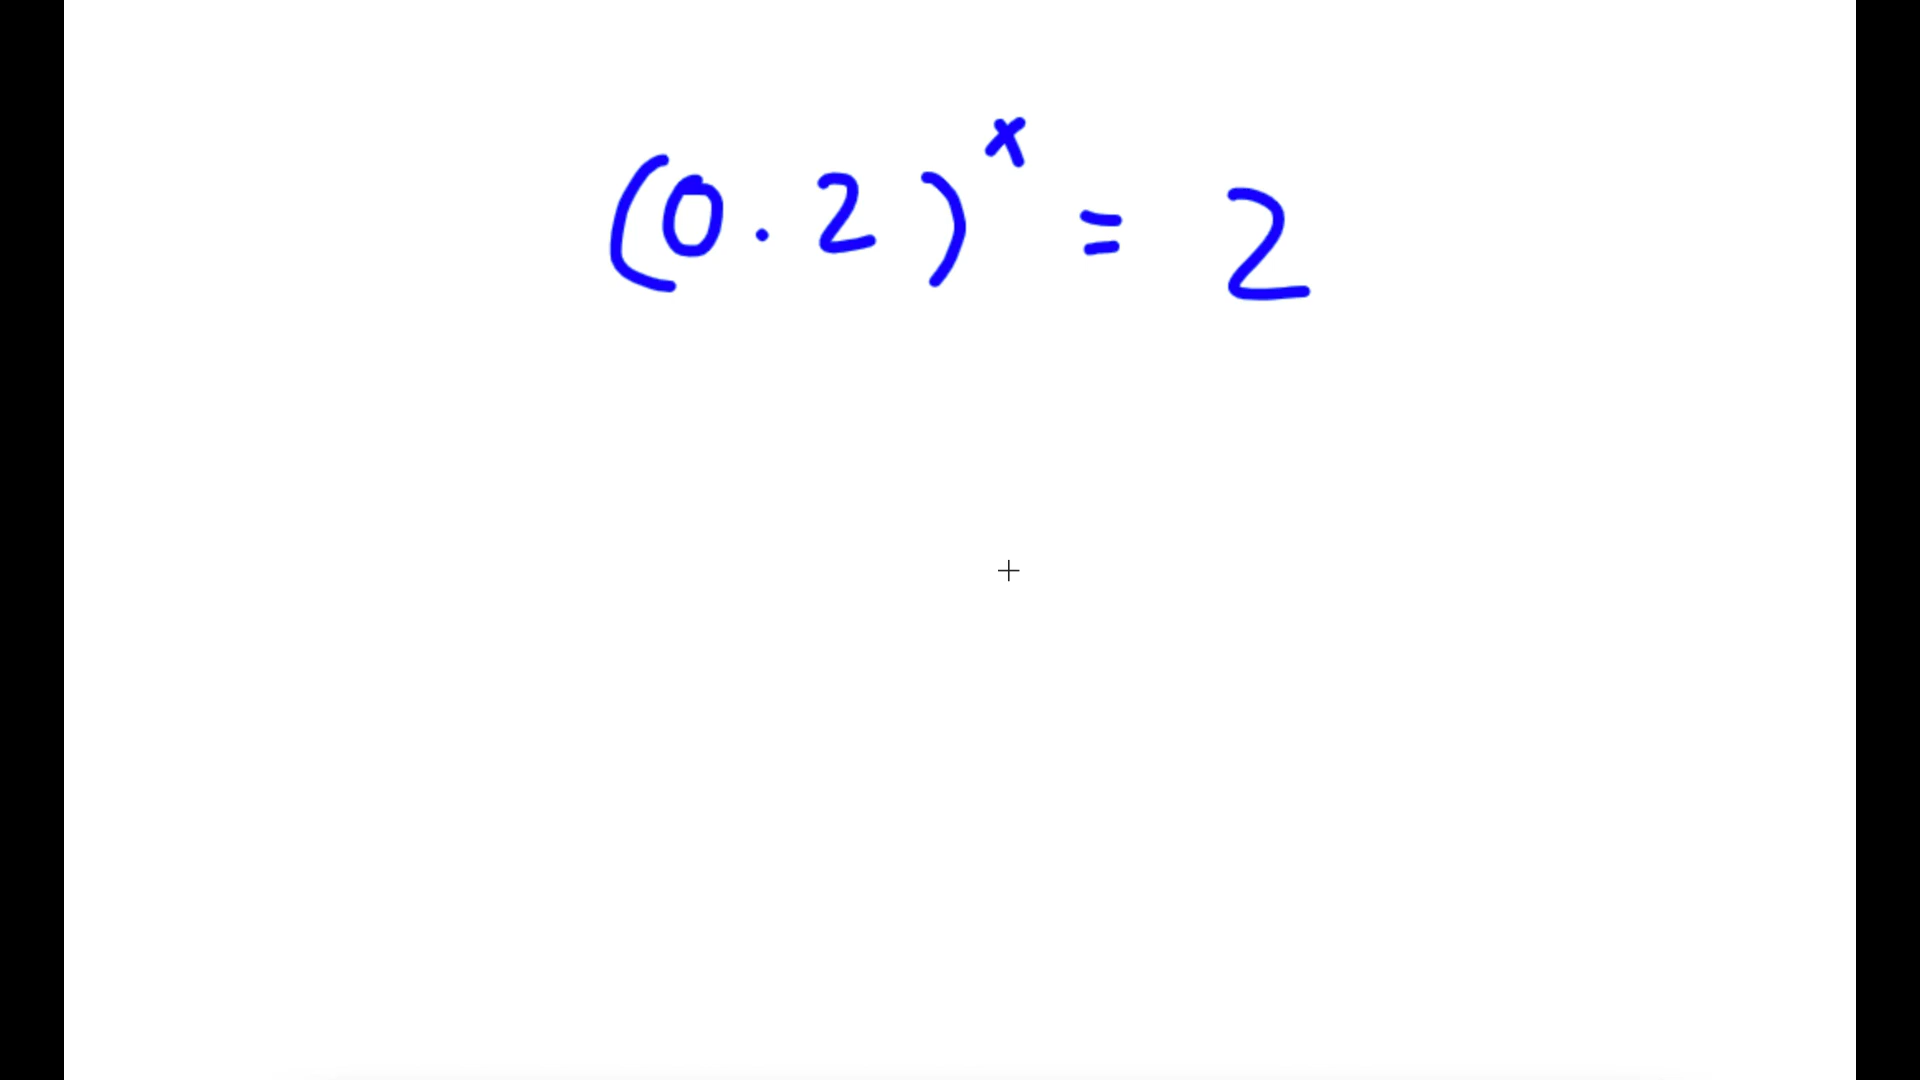 (0.2)ˣ = 2